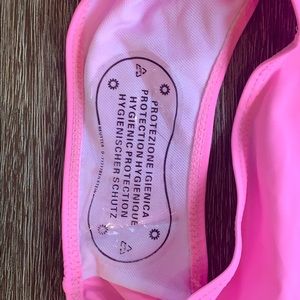 PROTEZIONE IGIENICA
PROTECTION HYGIENIQUE
HYGIENIC PROTECTION
HYGIENISCHER SCHUTZ